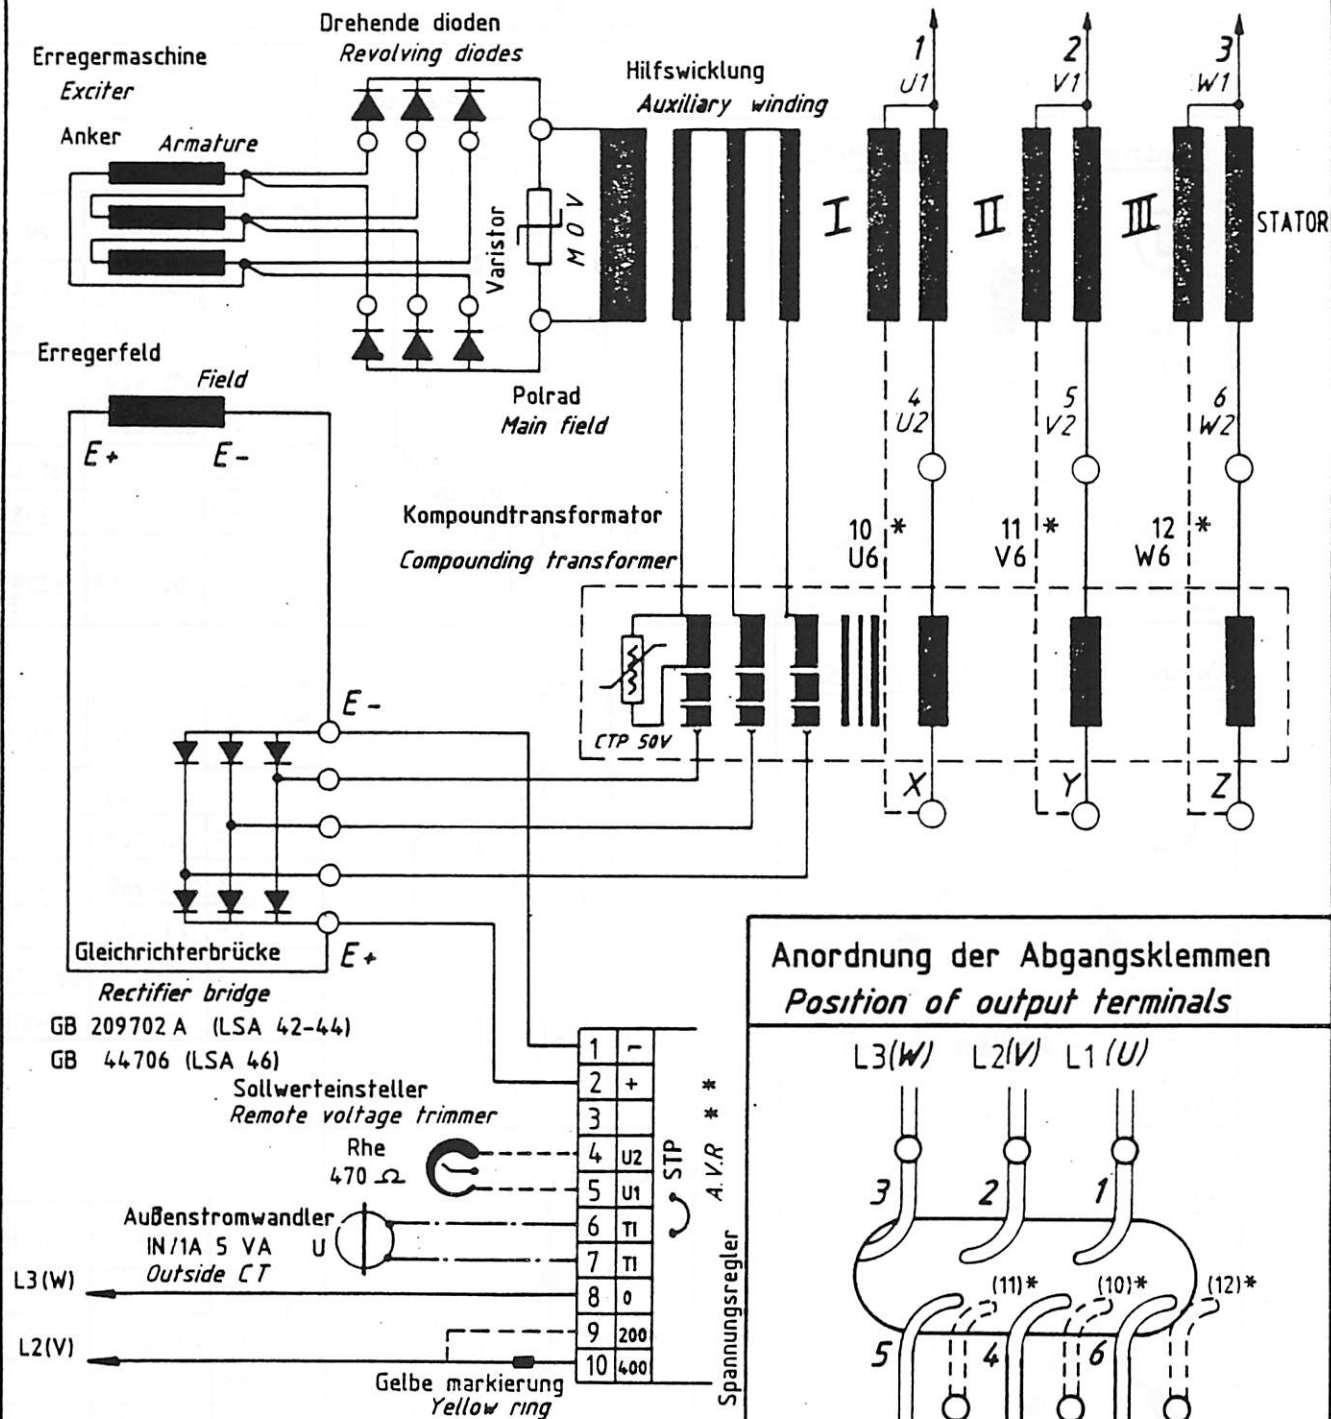 Drehende dioden
Revolving diodes
Erregermaschine
Exciter
Anker Armature
Hilfswicklung
Auxiliary winding
1
U1
2
V1
3
W1
Varistor
MOV
I
II
III
STATOR
Erregerfeld
Field
E+ E-
Polrad
Main field
4
U2
5
V2
6
W2
Kompoundtransformator
Compounding transformer
10 *
U6
11 *
V6
12 *
W6
CTP 50V
X
Y
Z
E-
E+
Gleichrichterbrücke
Rectifier bridge
GB 209702 A (LSA 42-44)
GB 44706 (LSA 46)
Sollwerteinsteller
Remote voltage trimmer
Rhe
470 Ω
Außenstromwandler
IN/1A 5 VA U
Outside CT
L3(W)
L2(V)
Gelbe markierung
Yellow ring
1 -
2 +
3
4 U2
5 U1
6 TI
7 TI
8 0
9 200
10 400
STP
A.V.R * *
Spannungsregler
Anordnung der Abgangsklemmen
Position of output terminals
L3(W) L2(V) L1(U)
3 2 1
(11)* (10)* (12)*
5 4 6